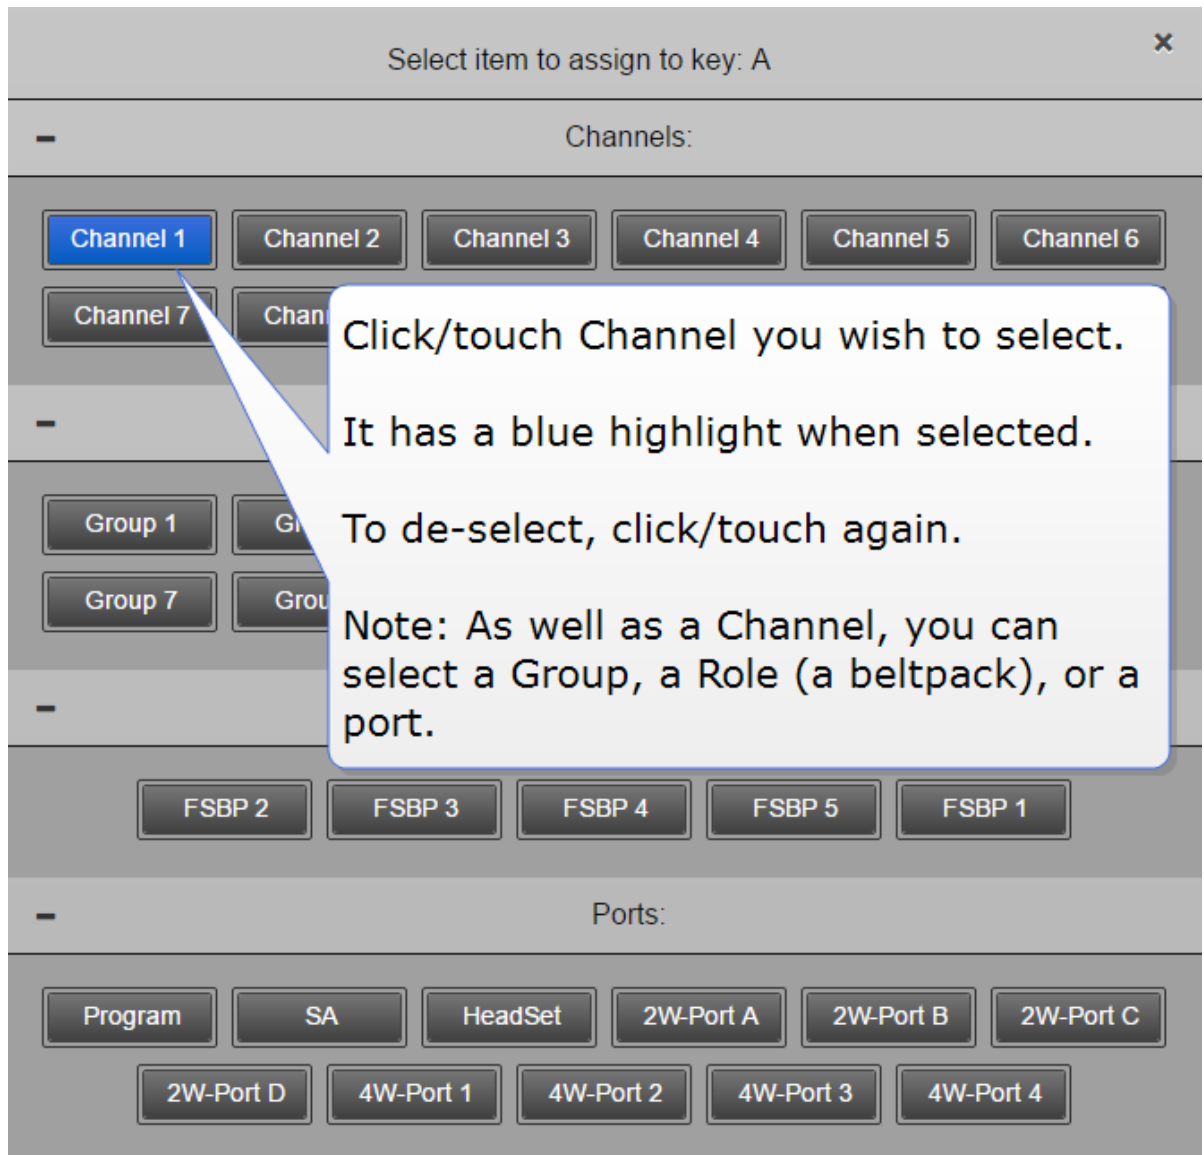 Select item to assign to key: A
×
− Channels:
Channel 1 Channel 2 Channel 3 Channel 4 Channel 5 Channel 6
Channel 7
Click/touch Channel you wish to select.
It has a blue highlight when selected.
To de-select, click/touch again.
Note: As well as a Channel, you can
select a Group, a Role (a beltpack), or a
port.
−
Group 1
Group 7
−
FSBP 2 FSBP 3 FSBP 4 FSBP 5 FSBP 1
− Ports:
Program SA HeadSet 2W-Port A 2W-Port B 2W-Port C
2W-Port D 4W-Port 1 4W-Port 2 4W-Port 3 4W-Port 4